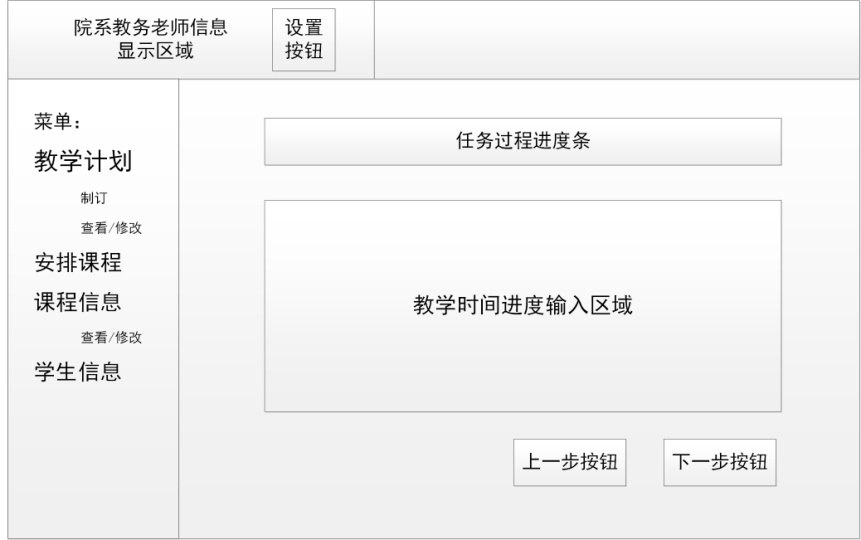 院系教务老师信息
显示区域
设置
按钮
菜单：
教学计划
制订
查看/修改
安排课程
课程信息
查看/修改
学生信息
任务过程进度条
教学时间进度输入区域
上一步按钮
下一步按钮